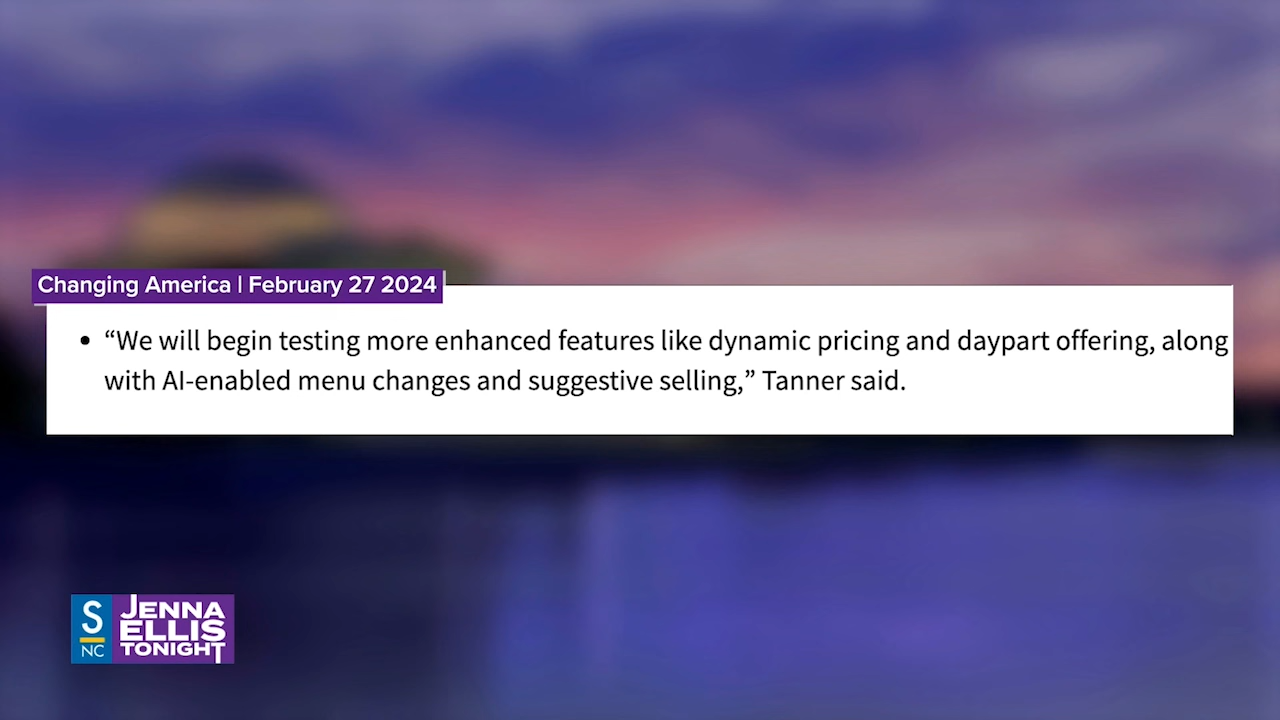 Changing America | February 27 2024
• “We will begin testing more enhanced features like dynamic pricing and daypart offering, along
with AI-enabled menu changes and suggestive selling,” Tanner said.
S
NC
JENNA
ELLIS
TONIGHT